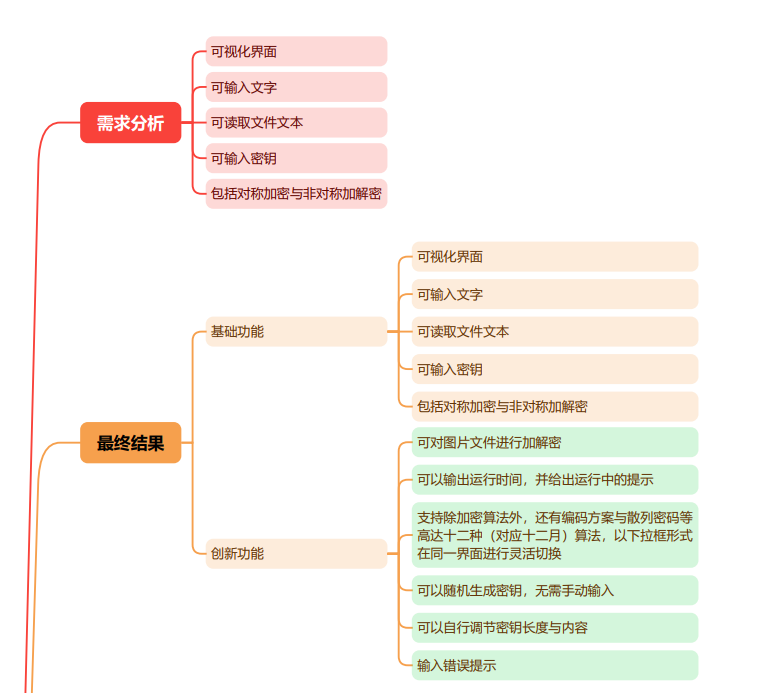 需求分析
可视化界面
可输入文字
可读取文件文本
可输入密钥
包括对称加密与非对称加解密
最终结果
基础功能
可视化界面
可输入文字
可读取文件文本
可输入密钥
包括对称加密与非对称加解密
创新功能
可对图片文件进行加解密
可以输出运行时间，并给出运行中的提示
支持除加密算法外，还有编码方案与散列密码等
高达十二种（对应十二月）算法，以下拉框形式
在同一界面进行灵活切换
可以随机生成密钥，无需手动输入
可以自行调节密钥长度与内容
输入错误提示